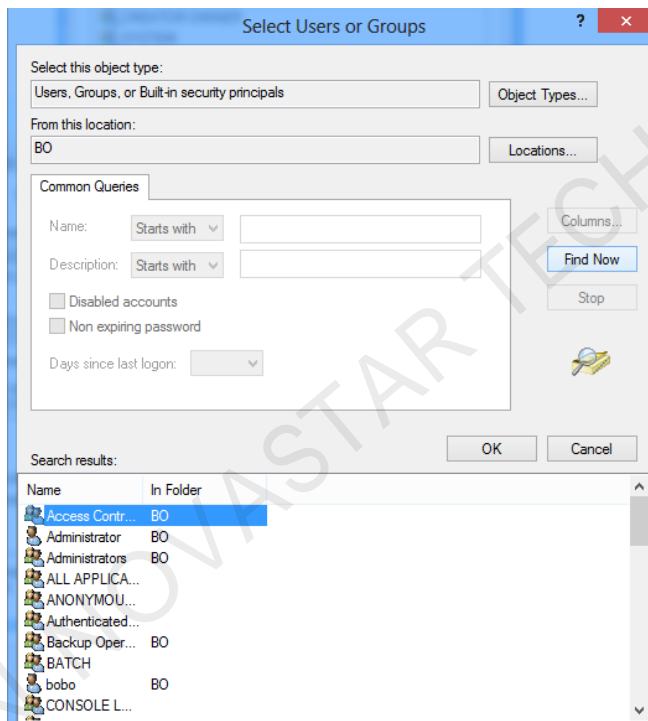 Select Users or Groups
?
Select this object type:
Users, Groups, or Built-in security principals
Object Types...
From this location:
BO
Locations...
Common Queries
Name:
Starts with
Columns...
Description:
Starts with
Find Now
Disabled accounts
Stop
Non expiring password
Days since last logon:
OK
Cancel
Search results:
Name In Folder
Access Contr... BO
Administrator BO
Administrators BO
ALL APPLICA...
ANONYMOU...
Authenticated...
Backup Oper... BO
BATCH
bobo BO
CONSOLE L...
NOVASTAR TECH